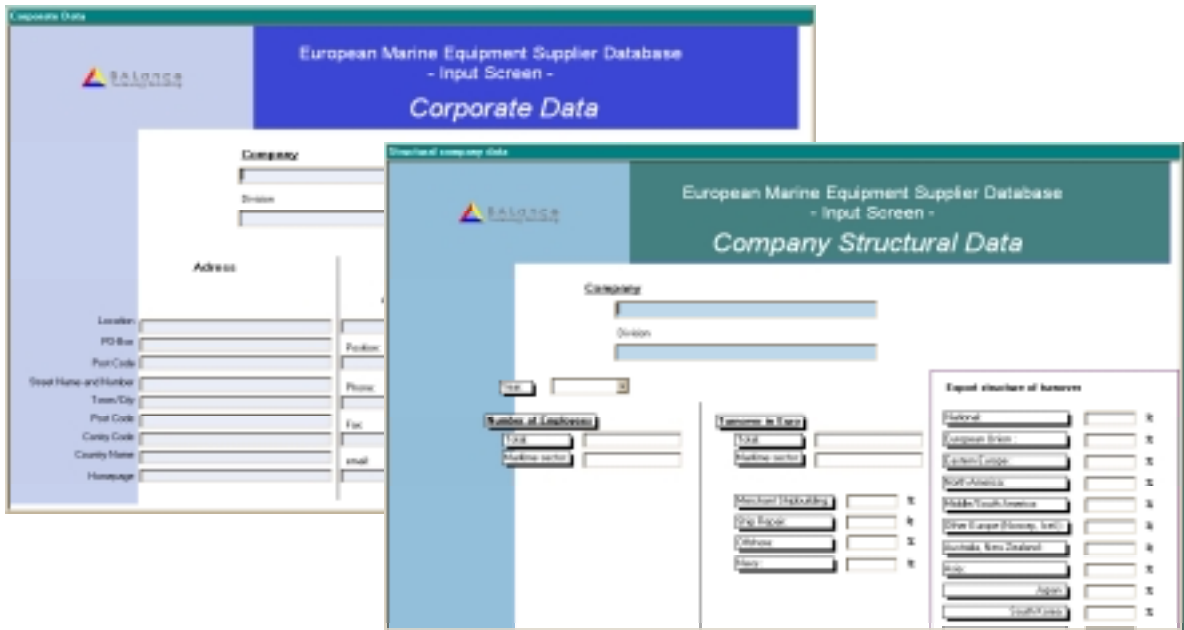 Corporate Data
European Marine Equipment Supplier Database
- Input Screen -
Corporate Data
BALance
Company
Division
Adress
Location
PO-Box
Position:
Post Code
Street Name and Number
Phone:
Town/City
Post Code
Fax:
Contry Code
Country Name
email:
Homepage
Structural company data
European Marine Equipment Supplier Database
- Input Screen -
Company Structural Data
BALance
Company
Division
Year:
Number of Employees
Total:
Maritime sector:
Turnover in Euro
Total:
Maritime sector:
Merchant Shipbuilding: %
Ship Repair: %
Offshore: %
Navy: %
Export structure of turnover
National: %
European Union : %
Eastern Europe: %
North America: %
Middle/South America: %
Other Europe (Norway, Icel.): %
Australia, New Zealand: %
Asia: %
Japan %
South Korea %